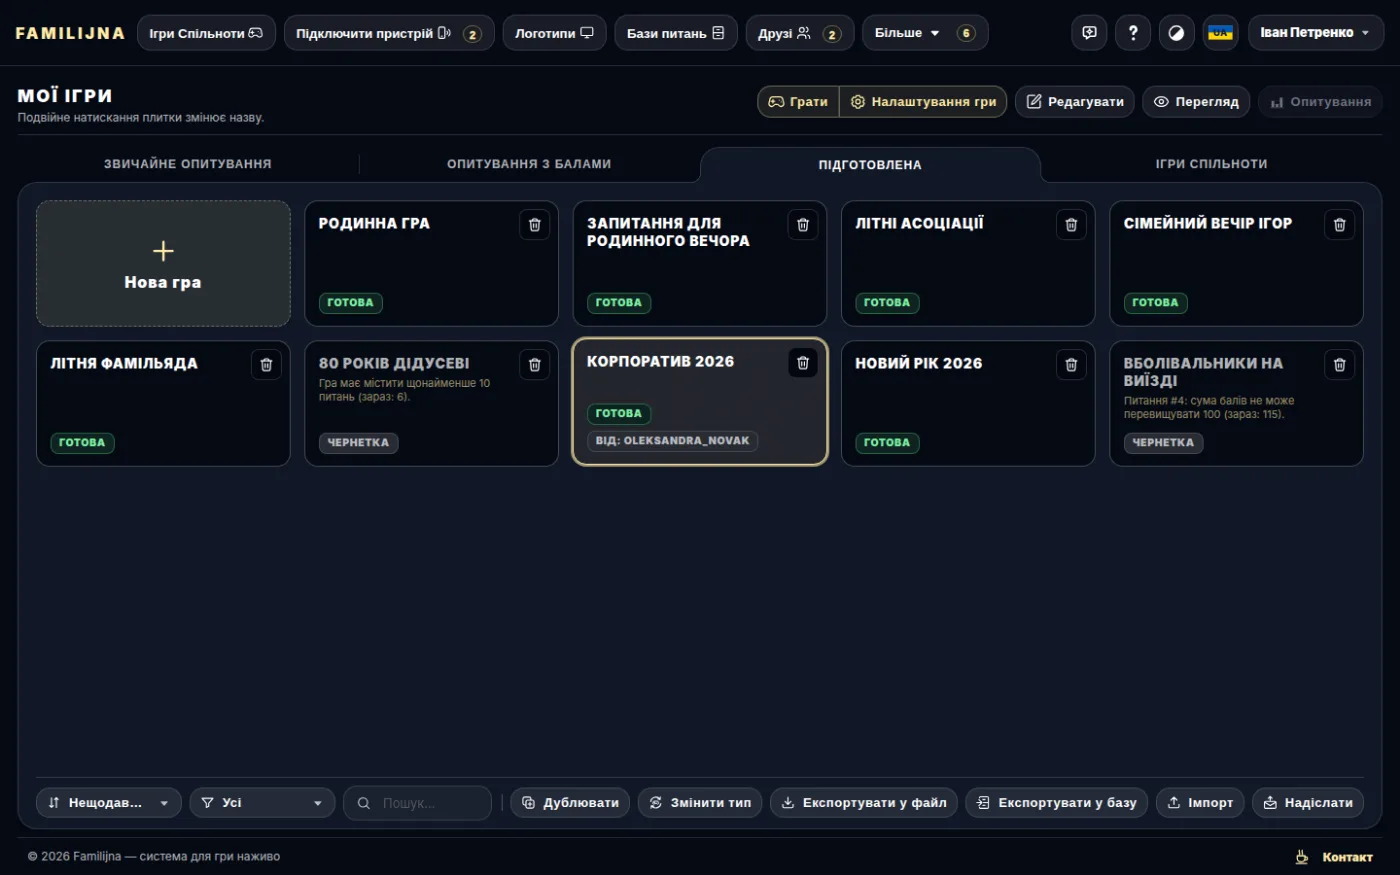 FAMILIJNA
Ігри Спільноти
Підключити пристрій 2
Логотипи
Бази питань
Друзі 2
Більше 6
?
UA
Іван Петренко
МОЇ ІГРИ
Подвійне натискання плитки змінює назву.
Грати
Налаштування гри
Редагувати
Перегляд
Опитування
ЗВИЧАЙНЕ ОПИТУВАННЯ
ОПИТУВАННЯ З БАЛАМИ
ПІДГОТОВЛЕНА
ІГРИ СПІЛЬНОТИ
Нова гра
РОДИННА ГРА
ГОТОВА
ЗАПИТАННЯ ДЛЯ
РОДИННОГО ВЕЧОРА
ГОТОВА
ЛІТНІ АСОЦІАЦІЇ
ГОТОВА
СІМЕЙНИЙ ВЕЧІР ІГОР
ГОТОВА
ЛІТНЯ ФАМІЛЬЯДА
ГОТОВА
80 РОКІВ ДІДУСЕВІ
Гра має містити щонайменше 10
питань (зараз: 6).
ЧЕРНЕТКА
КОРПОРАТИВ 2026
ГОТОВА
ВІД: OLEKSANDRA_NOVAK
НОВИЙ РІК 2026
ГОТОВА
ВБОЛІВАЛЬНИКИ НА
ВИЇЗДІ
Питання #4: сума балів не може
перевищувати 100 (зараз: 115).
ЧЕРНЕТКА
Нещодав...
Усі
Пошук...
Дублювати
Змінити тип
Експортувати у файл
Експортувати у базу
Імпорт
Надіслати
© 2026 Familijna — система для гри наживо
Контакт